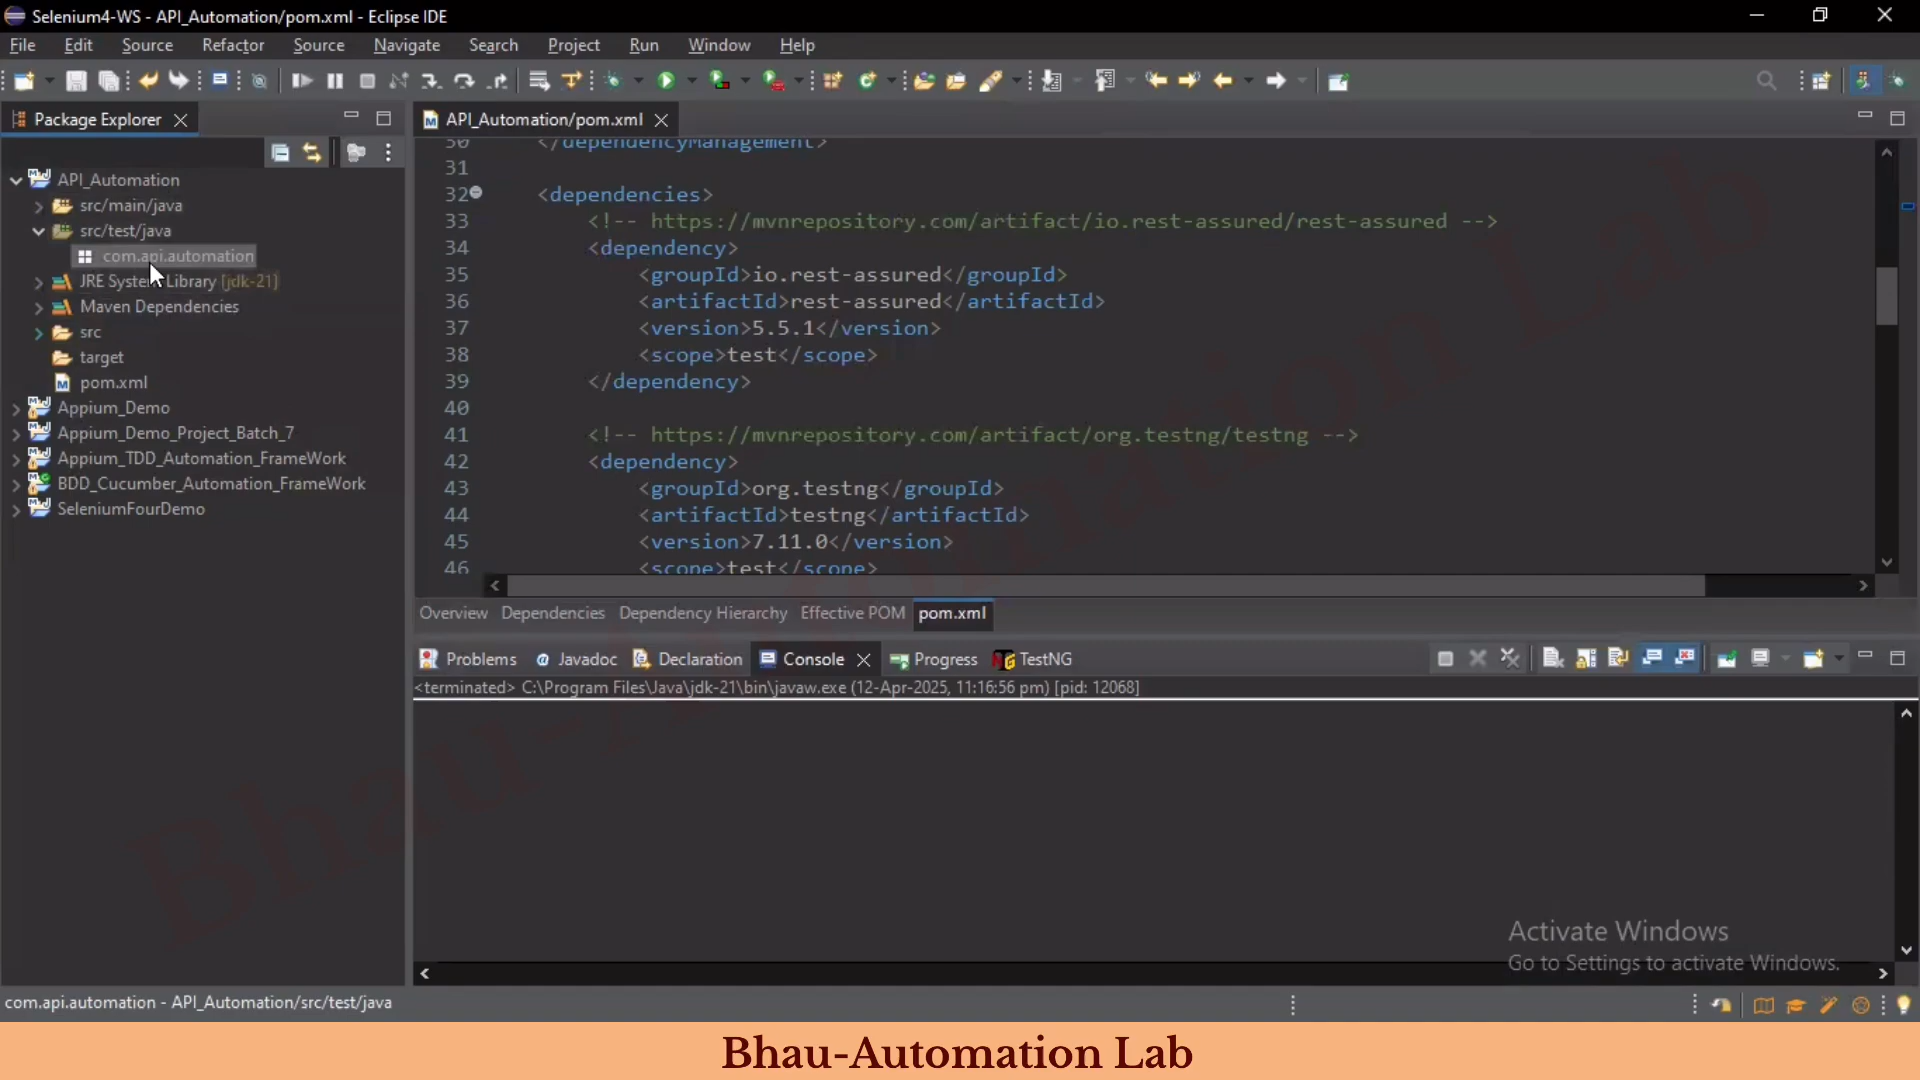 Selenium4-WS - API_Automation/pom.xml - Eclipse IDE
File Edit Source Refactor Source Navigate Search Project Run Window Help
Package Explorer
API_Automation
src/main/java
src/test/java
com.api.automation
JRE System Library [jdk-21]
Maven Dependencies
src
target
pom.xml
Appium_Demo
Appium_Demo_Project_Batch_7
Appium_TDD_Automation_FrameWork
BDD_Cucumber_Automation_FrameWork
SeleniumFourDemo
API_Automation/pom.xml
30 </dependencyManagement>
31
32 <dependencies>
33 <!-- https://mvnrepository.com/artifact/io.rest-assured/rest-assured -->
34 <dependency>
35 <groupId>io.rest-assured</groupId>
36 <artifactId>rest-assured</artifactId>
37 <version>5.5.1</version>
38 <scope>test</scope>
39 </dependency>
40
41 <!-- https://mvnrepository.com/artifact/org.testng/testng -->
42 <dependency>
43 <groupId>org.testng</groupId>
44 <artifactId>testng</artifactId>
45 <version>7.11.0</version>
46 <scope>test</scope>
Overview Dependencies Dependency Hierarchy Effective POM pom.xml
Problems Javadoc Declaration Console Progress TestNG
<terminated> C:\Program Files\Java\jdk-21\bin\javaw.exe (12-Apr-2025, 11:16:56 pm) [pid: 12068]
Bhau-Automation Lab
Activate Windows
Go to Settings to activate Windows.
com.api.automation - API_Automation/src/test/java
Bhau-Automation Lab